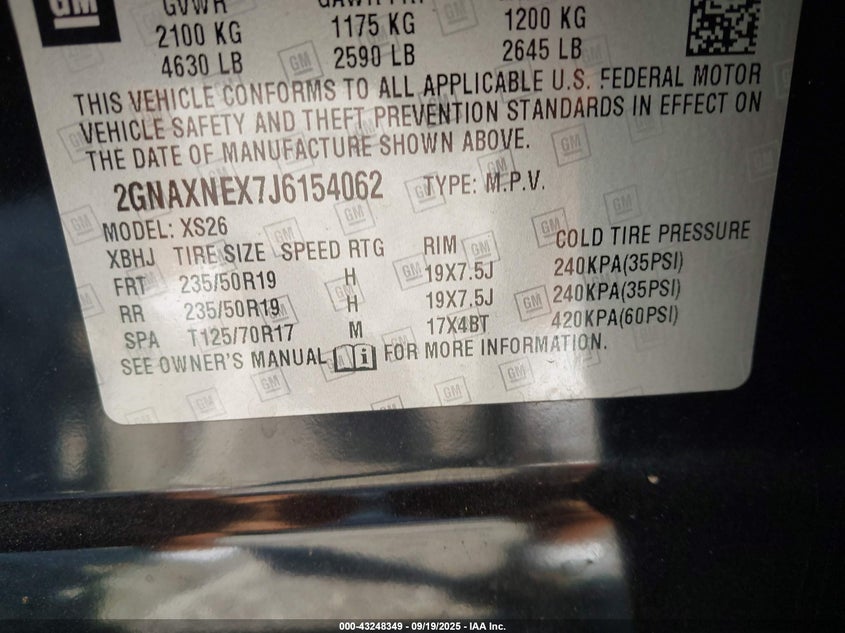 GM
GVWR
2100 KG 1175 KG 1200 KG
4630 LB 2590 LB 2645 LB
THIS VEHICLE CONFORMS TO ALL APPLICABLE U.S. FEDERAL MOTOR
VEHICLE SAFETY AND THEFT PREVENTION STANDARDS IN EFFECT ON
THE DATE OF MANUFACTURE SHOWN ABOVE.
2GNAXNEX7J6154062 TYPE: M.P.V.
MODEL: XS26
XBHJ TIRE SIZE SPEED RTG RIM COLD TIRE PRESSURE
FRT 235/50R19 H 19X7.5J 240KPA(35PSI)
RR 235/50R19 H 19X7.5J 240KPA(35PSI)
SPA T125/70R17 M 17X4BT 420KPA(60PSI)
SEE OWNER'S MANUAL FOR MORE INFORMATION.
000-43248349 — 09/19/2025 — IAA Inc.